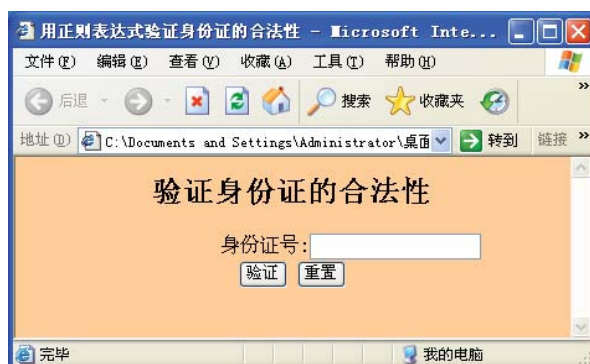 用正则表达式验证身份证的合法性 - Microsoft Inte...
文件(F) 编辑(E) 查看(V) 收藏(A) 工具(T) 帮助(H)
后退 搜索 收藏夹 »
地址(D) C:\Documents and Settings\Administrator\桌面 转到 链接 »
验证身份证的合法性
身份证号:
验证 重置
完毕 我的电脑